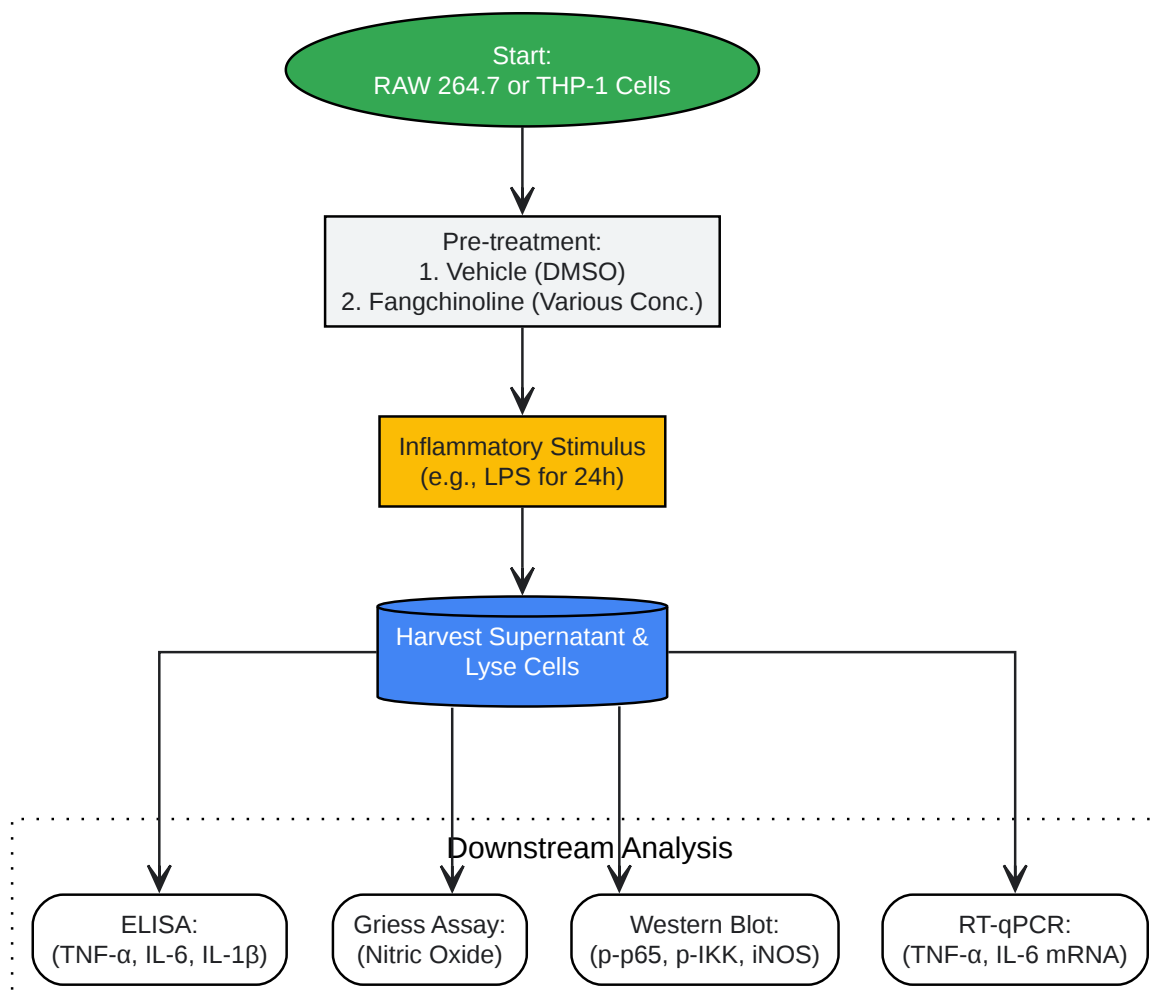 Start:
RAW 264.7 or THP-1 Cells
Pre-treatment:
1. Vehicle (DMSO)
2. Fangchinoline (Various Conc.)
Inflammatory Stimulus
(e.g., LPS for 24h)
Harvest Supernatant &
Lyse Cells
Downstream Analysis
ELISA:
(TNF-α, IL-6, IL-1β)
Griess Assay:
(Nitric Oxide)
Western Blot:
(p-p65, p-IKK, iNOS)
RT-qPCR:
(TNF-α, IL-6 mRNA)